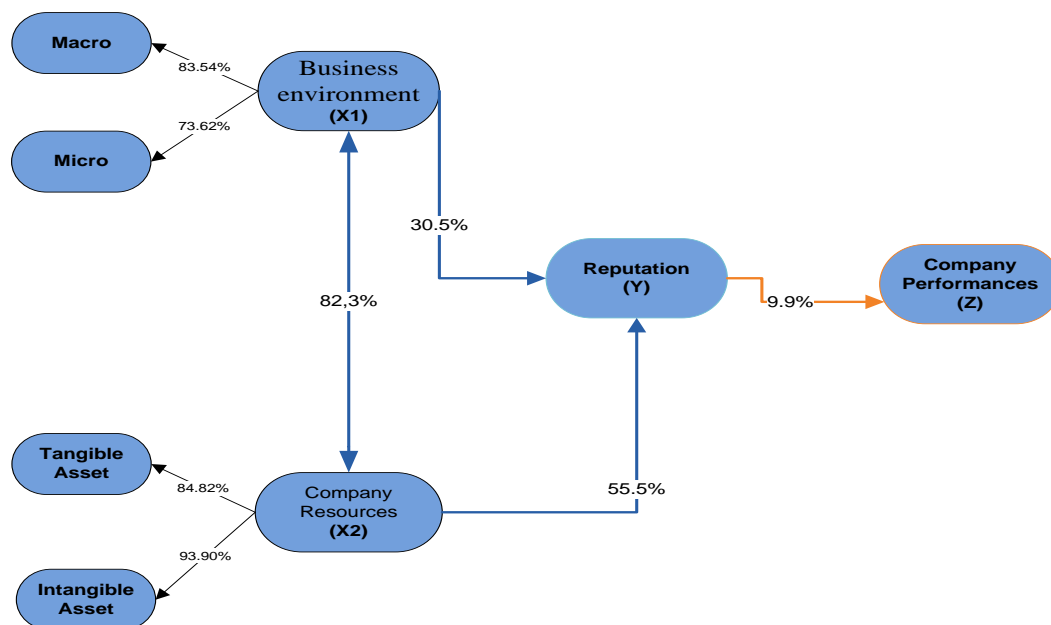 Macro
83.54%
Business
environment
(X1)
73.62%
Micro
30.5%
Reputation
(Y)
Company
Performances
(Z)
82,3%
9.9%
Tangible
Asset
84.82%
Company
Resources
(X2)
55.5%
93.90%
Intangible
Asset